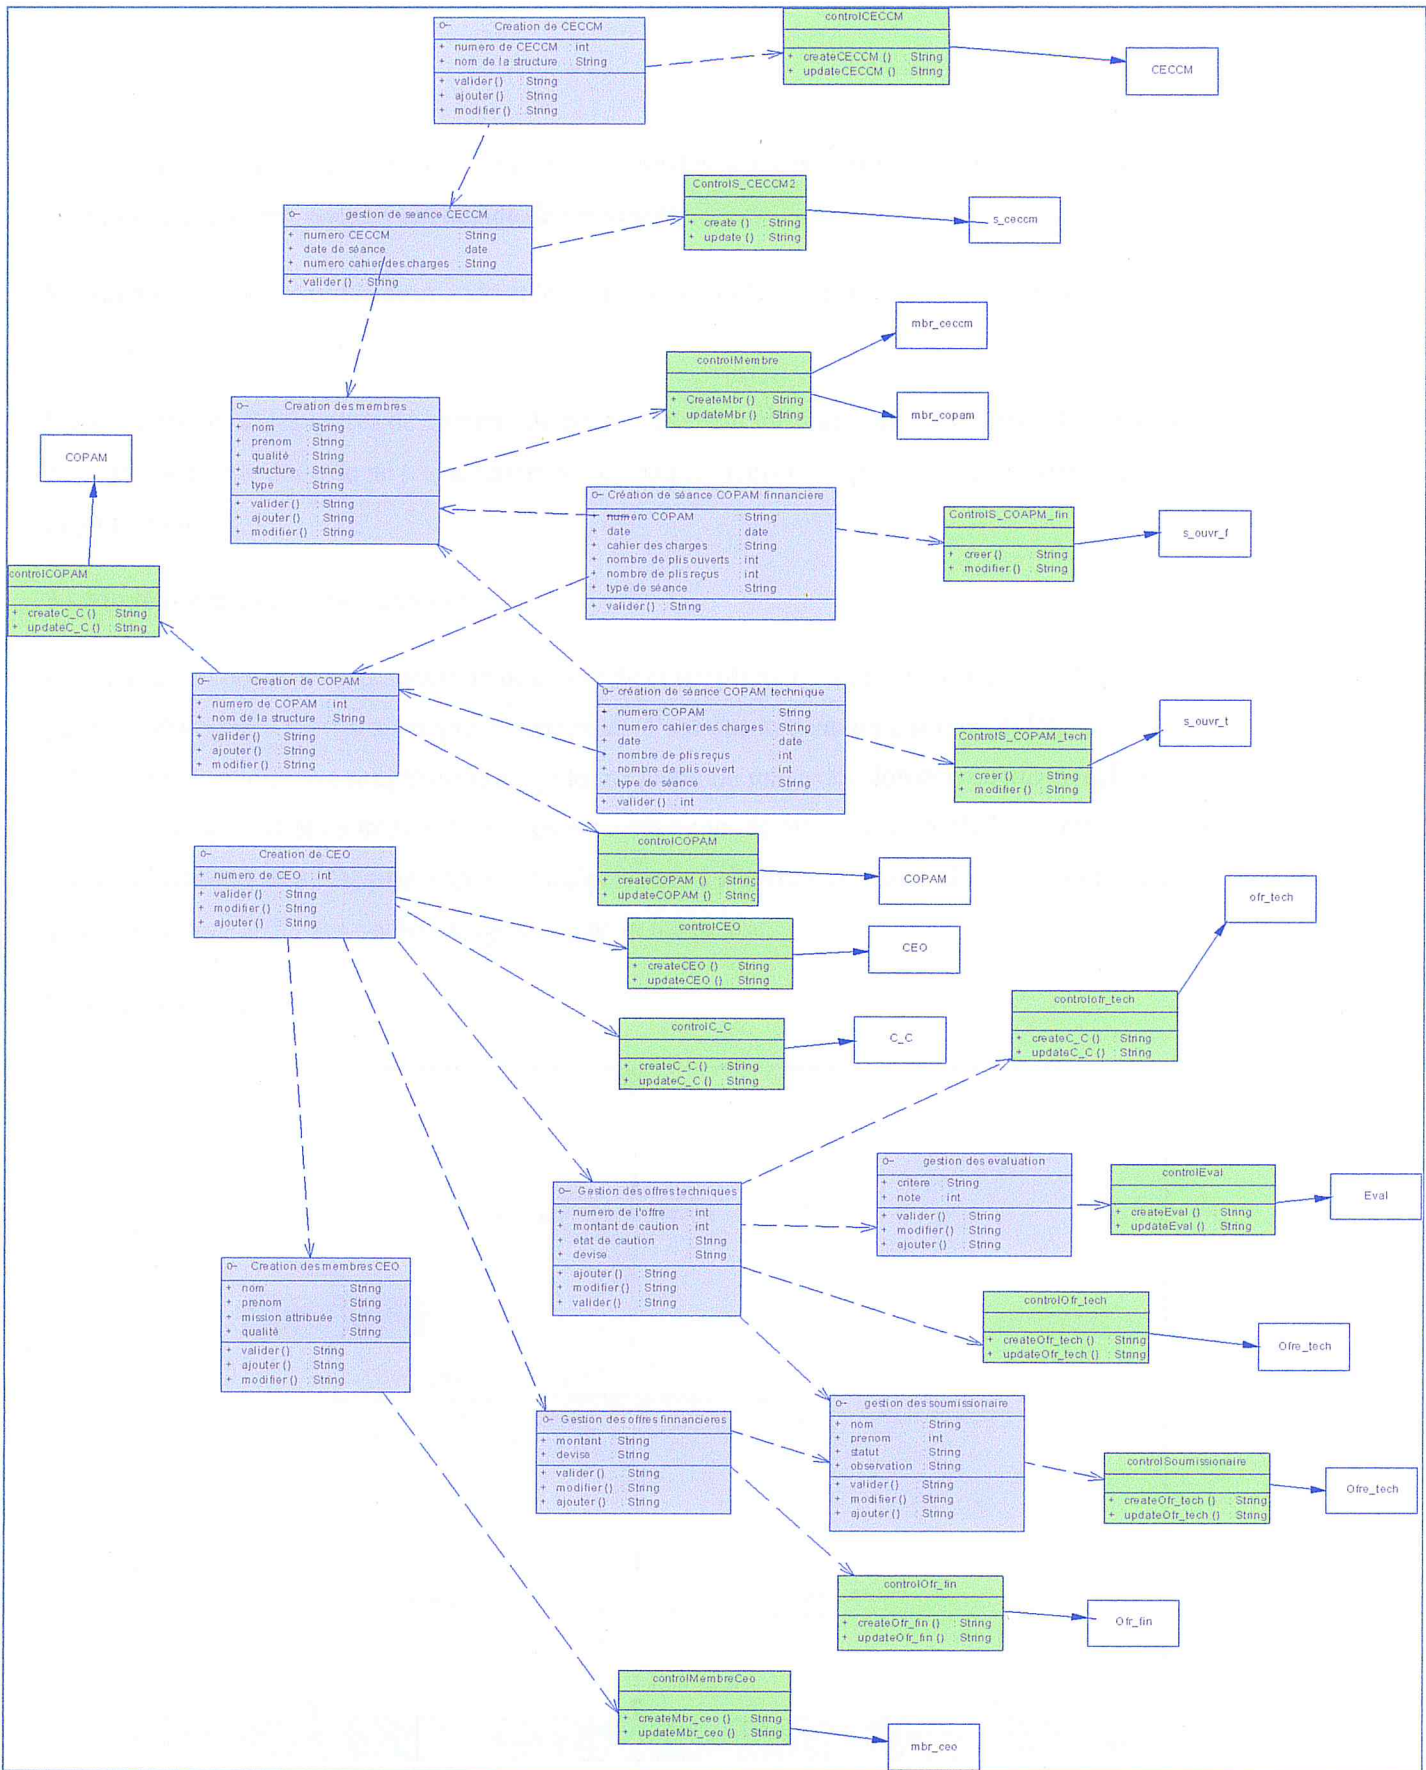 Creation de CECCM
+ numero de CECCM : int
+ nom de la structure : String
+ valider () : String
+ ajouter () : String
+ modifier () : String
controlCECCM
+ createCECCM () : String
+ updateCECCM () : String
CECCM
gestion de seance CECCM
+ numero CECCM : String
+ date de séance : date
+ numero cahier des charges : String
+ valider () : String
ControlS_CECCM2
+ create () : String
+ update () : String
s_ceccm
mbr_ceccm
controlMembre
+ CreateMbr () : String
+ updateMbr () : String
mbr_copam
Creation des membres
+ nom : String
+ prenom : String
+ qualité : String
+ structure : String
+ type : String
+ valider () : String
+ ajouter () : String
+ modifier () : String
COPAM
controlCOPAM
+ createC_C () : String
+ updateC_C () : String
Création de séance COPAM finnanciere
+ numero COPAM : String
+ date : date
+ cahier des charges : String
+ nombre de plis ouverts : int
+ nombre de plis reçus : int
+ type de séance : String
+ valider () : String
ControlS_COAPM_fin
+ creer () : String
+ modifier () : String
s_ouvr_f
Creation de COPAM
+ numero de COPAM : int
+ nom de la structure : String
+ valider () : String
+ ajouter () : String
+ modifier () : String
création de séance COPAM technique
+ numero COPAM : String
+ numero cahier des charges : String
+ date : date
+ nombre de plis reçus : int
+ nombre de plis ouvert : int
+ type de séance : String
+ valider () : int
ControlS_COPAM_tech
+ creer () : String
+ modifier () : String
s_ouvr_t
controlCOPAM
+ createCOPAM () : String
+ updateCOPAM () : String
COPAM
Creation de CEO
+ numero de CEO : int
+ valider () : String
+ modifier () : String
+ ajouter () : String
controlCEO
+ createCEO () : String
+ updateCEO () : String
CEO
ofr_tech
controlofr_tech
+ createC_C () : String
+ updateC_C () : String
controlC_C
+ createC_C () : String
+ updateC_C () : String
C_C
Gestion des offres techniques
+ numero de l'offre : int
+ montant de caution : int
+ etat de caution : String
+ devise : String
+ ajouter () : String
+ modifier () : String
+ valider () : String
gestion des evaluation
+ critere : String
+ note : int
+ valider () : String
+ modifier () : String
+ ajouter () : String
controlEval
+ createEval () : String
+ updateEval () : String
Eval
Creation des membres CEO
+ nom : String
+ prenom : String
+ mission attribuée : String
+ qualité : String
+ valider () : String
+ ajouter () : String
+ modifier () : String
controlOfr_tech
+ createOfr_tech () : String
+ updateOfr_tech () : String
Ofre_tech
Gestion des offres finnancieres
+ montant : String
+ devise : String
+ valider () : String
+ modifier () : String
+ ajouter () : String
gestion des soumissionaire
+ nom : String
+ prenom : int
+ statut : String
+ observation : String
+ valider () : String
+ modifier () : String
+ ajouter () : String
controlSoumissionaire
+ createOfr_tech () : String
+ updateOfr_tech () : String
Ofre_tech
controlOfr_fin
+ createOfr_fin () : String
+ updateOfr_fin () : String
Ofr_fin
controlMembreCeo
+ createMbr_ceo () : String
+ updateMbr_ceo () : String
mbr_ceo